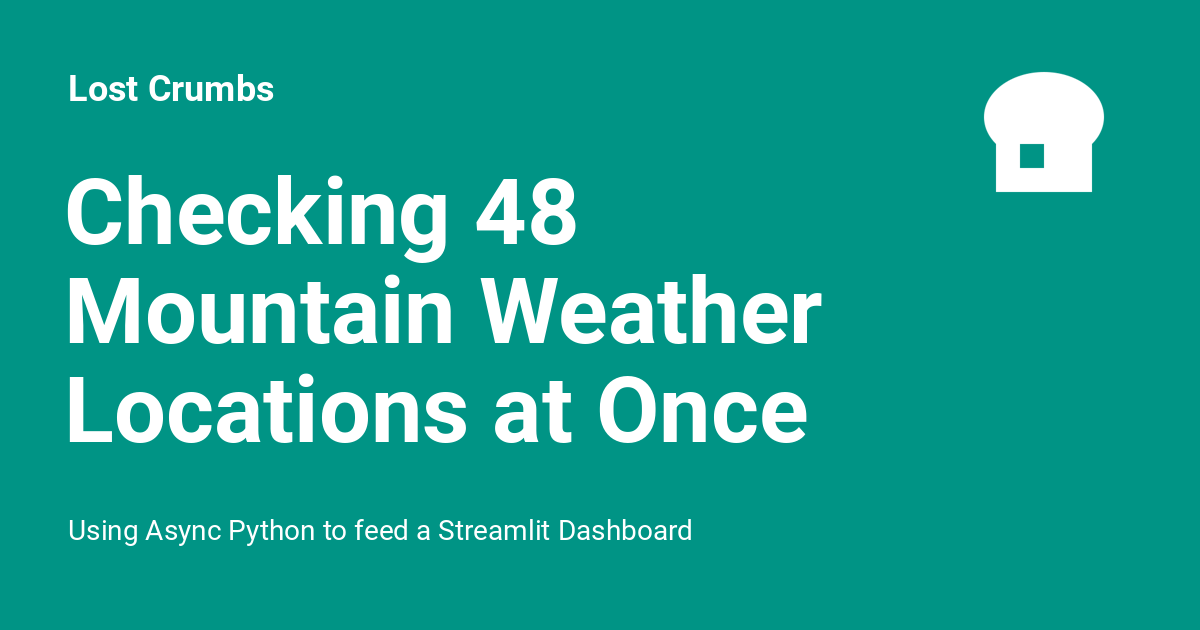 Lost Crumbs
Checking 48
Mountain Weather
Locations at Once
Using Async Python to feed a Streamlit Dashboard